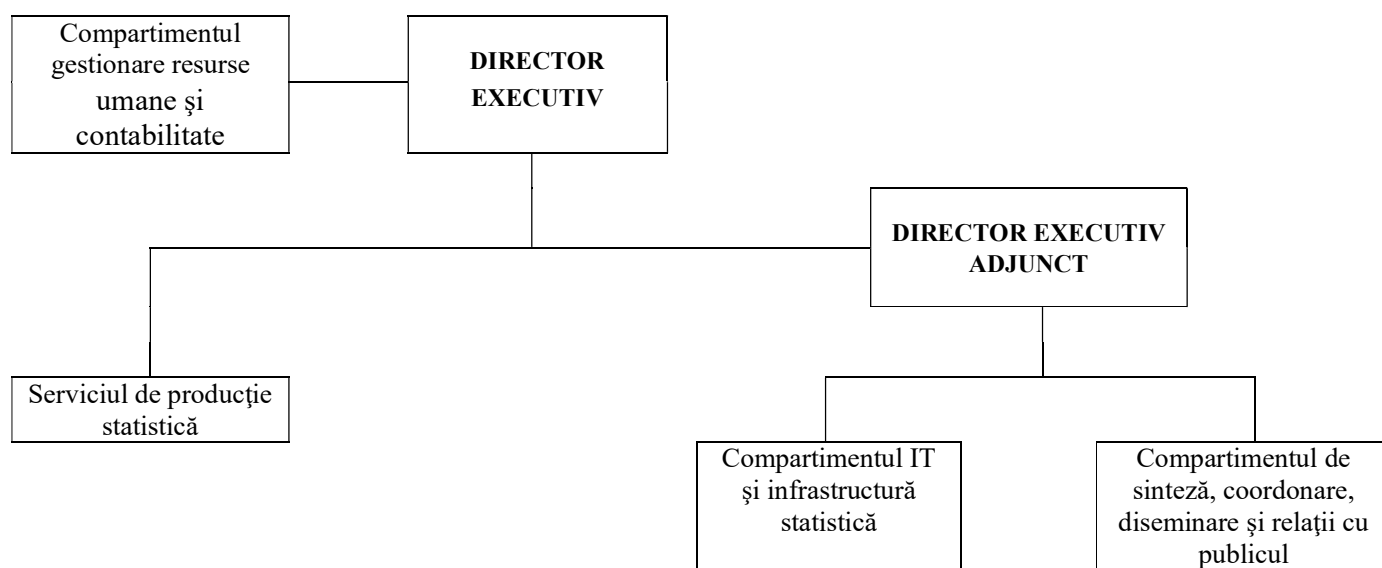 Compartimentul
gestionare resurse
umane şi
contabilitate
DIRECTOR
EXECUTIV
DIRECTOR EXECUTIV
ADJUNCT
Serviciul de producţie
statistică
Compartimentul IT
şi infrastructură
statistică
Compartimentul de
sinteză, coordonare,
diseminare şi relaţii cu
publicul